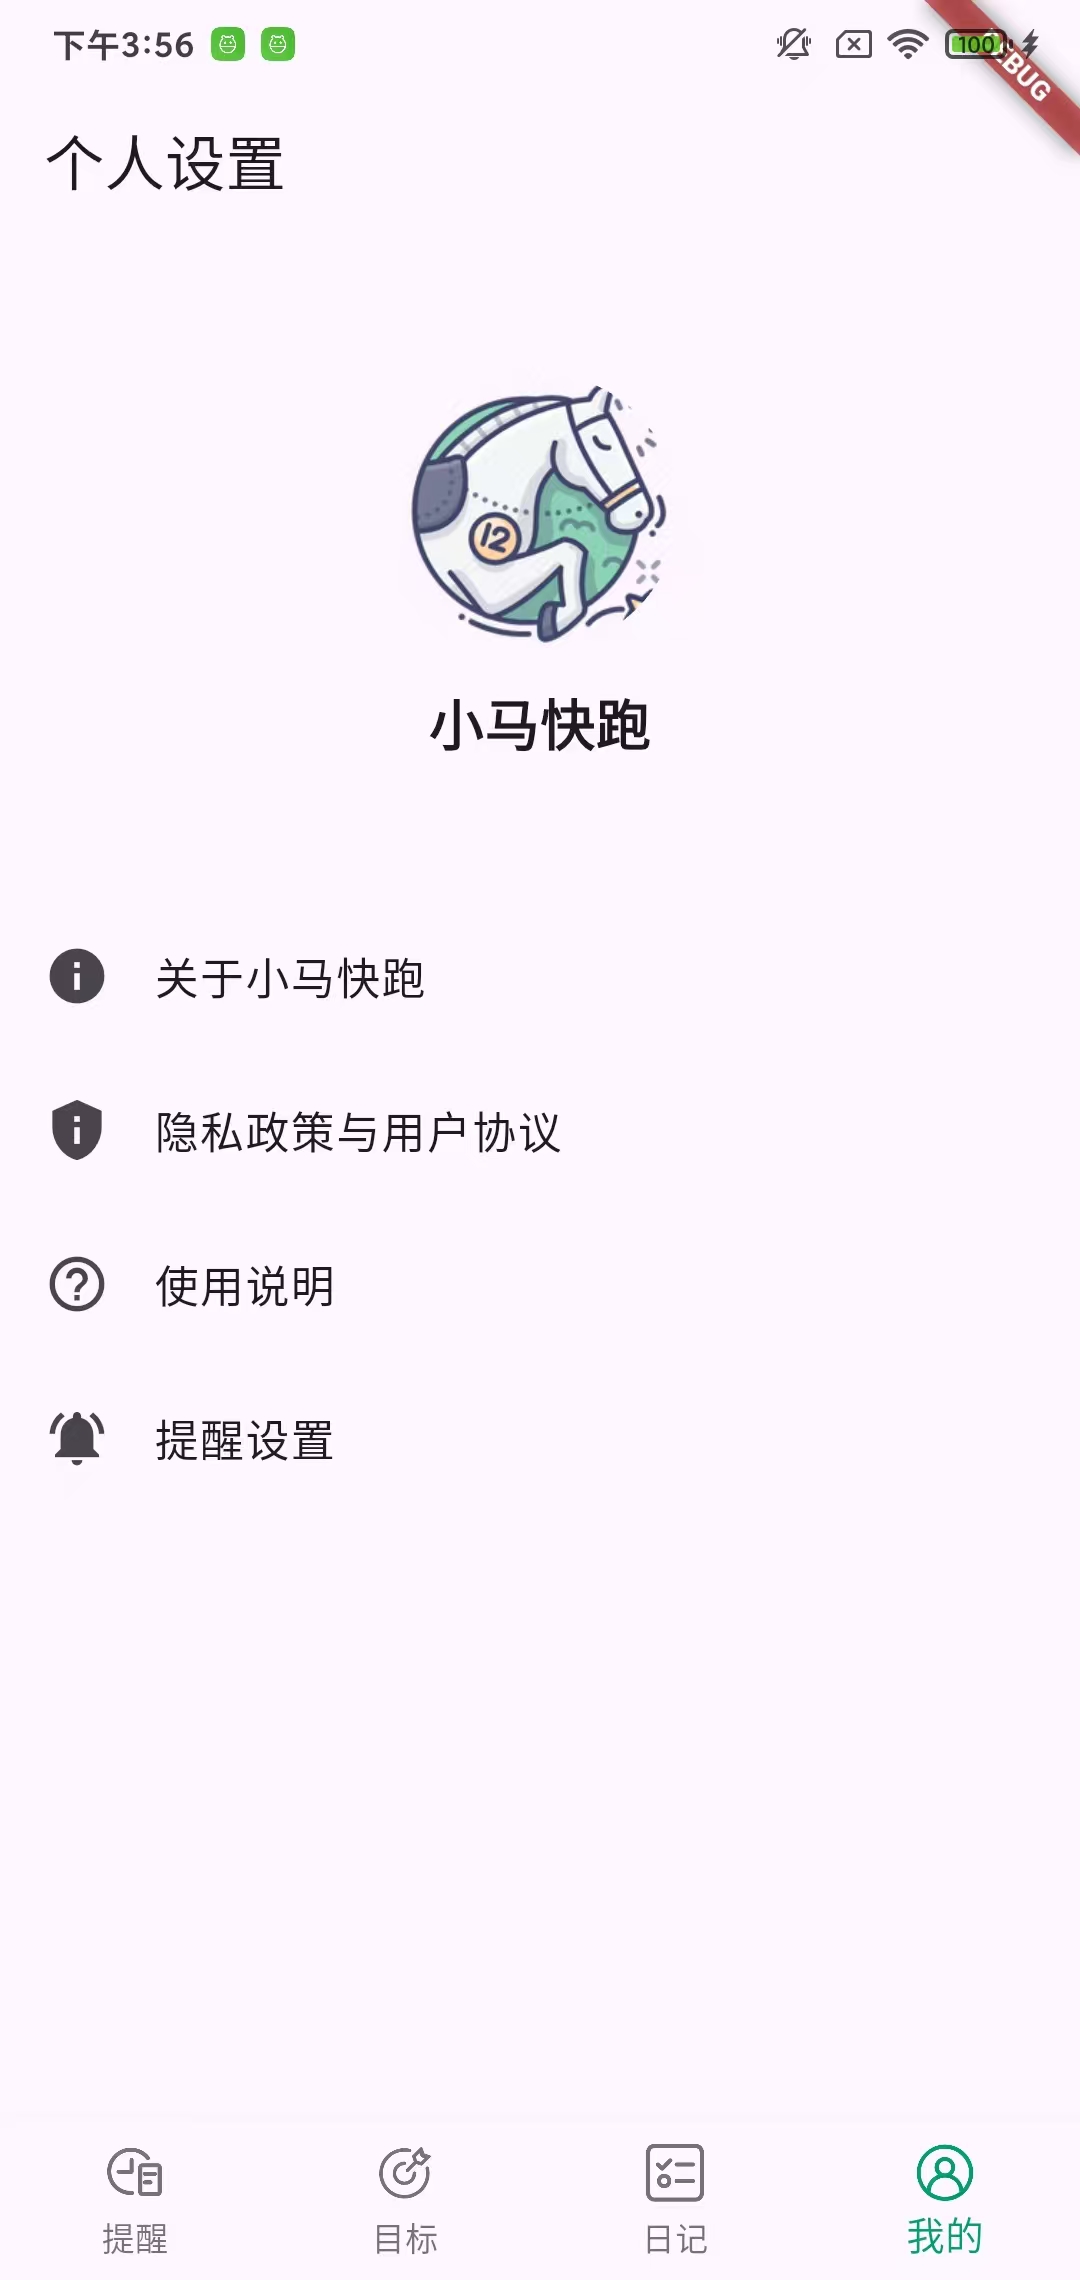 下午3:56
100
DEBUG
个人设置
12
小马快跑
关于小马快跑
隐私政策与用户协议
使用说明
提醒设置
提醒
目标
日记
我的